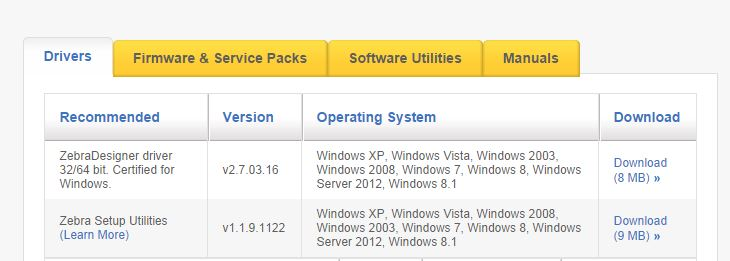 Drivers
Firmware & Service Packs
Software Utilities
Manuals
Recommended
Version
Operating System
Download
ZebraDesigner driver
32/64 bit. Certified for
Windows.
v2.7.03.16
Windows XP, Windows Vista, Windows 2003,
Windows 2008, Windows 7, Windows 8, Windows
Server 2012, Windows 8.1
Download
(8 MB) »
Zebra Setup Utilities
(Learn More)
v1.1.9.1122
Windows XP, Windows Vista, Windows 2008,
Windows 2003, Windows 7, Windows 8, Windows
Server 2012, Windows 8.1
Download
(9 MB) »